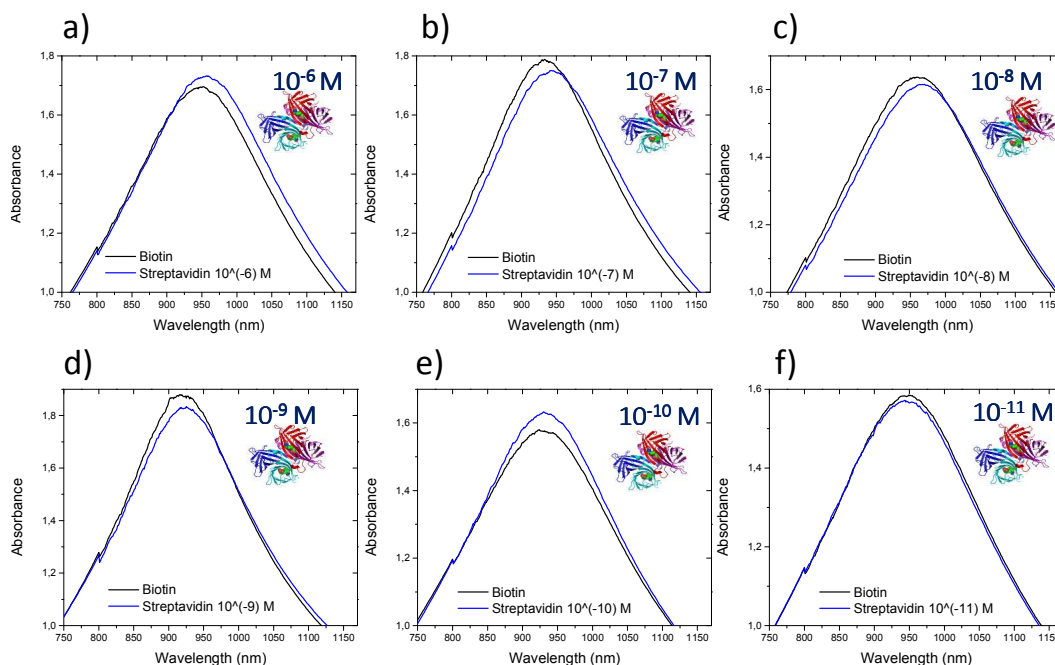 a)
1,8
1,6
1,4
1,2
1,0
Absorbance
10⁻⁶ M
Biotin
Streptavidin 10^(-6) M
750 800 850 900 950 1000 1050 1100 1150
Wavelength (nm)
b)
1,8
1,6
1,4
1,2
1,0
Absorbance
10⁻⁷ M
Biotin
Streptavidin 10^(-7) M
750 800 850 900 950 1000 1050 1100 1150
Wavelength (nm)
c)
1,6
1,4
1,2
1,0
Absorbance
10⁻⁸ M
Biotin
Streptavidin 10^(-8) M
750 800 850 900 950 1000 1050 1100 1150
Wavelength (nm)
d)
1,8
1,6
1,4
1,2
1,0
Absorbance
10⁻⁹ M
Biotin
Streptavidin 10^(-9) M
750 800 850 900 950 1000 1050 1100 1150
Wavelength (nm)
e)
1,6
1,4
1,2
1,0
Absorbance
10⁻¹⁰ M
Biotin
Streptavidin 10^(-10) M
750 800 850 900 950 1000 1050 1100 1150
Wavelength (nm)
f)
1,6
1,4
1,2
1,0
Absorbance
10⁻¹¹ M
Biotin
Streptavidin 10^(-11) M
750 800 850 900 950 1000 1050 1100 1150
Wavelength (nm)